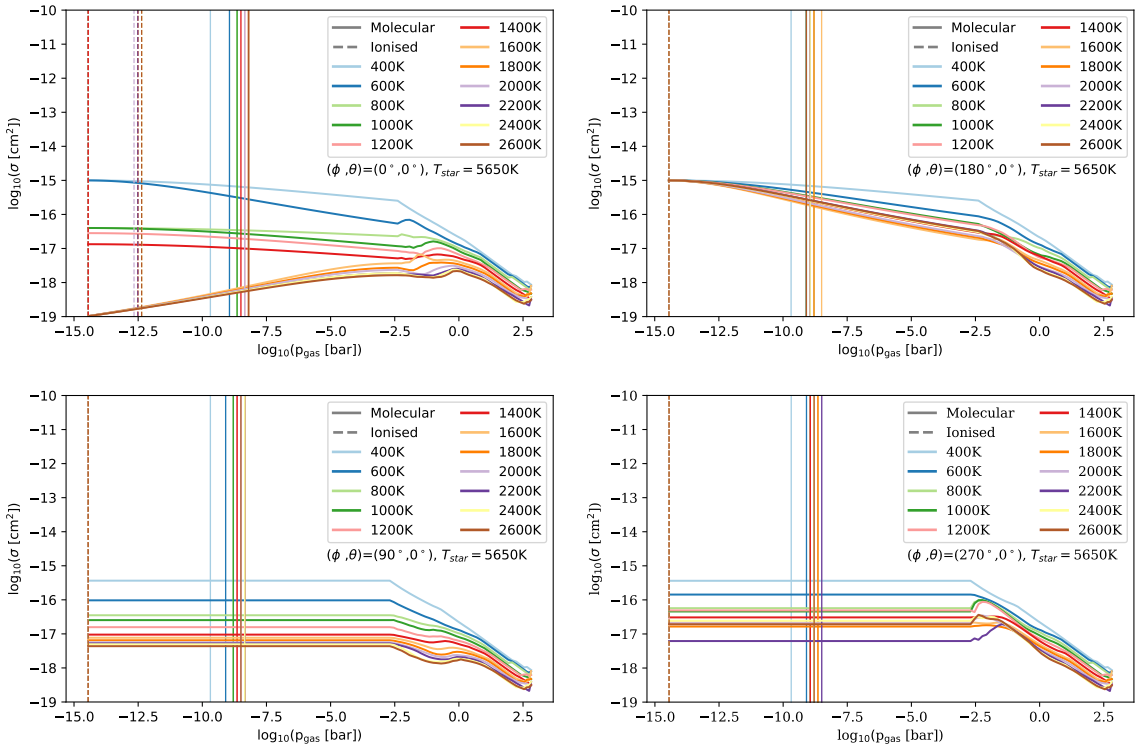 −10
−11
−12
−13
−14
−15
−16
−17
−18
−19
log₁₀(σ [cm²])
Molecular 1400K
Ionised 1600K
400K 1800K
600K 2000K
800K 2200K
1000K 2400K
1200K 2600K
(ϕ ,θ)=(0°,0°), T_star = 5650K
−15.0 −12.5 −10.0 −7.5 −5.0 −2.5 0.0 2.5
log₁₀(p_gas [bar])
−10
−11
−12
−13
−14
−15
−16
−17
−18
−19
log₁₀(σ [cm²])
Molecular 1400K
Ionised 1600K
400K 1800K
600K 2000K
800K 2200K
1000K 2400K
1200K 2600K
(ϕ ,θ)=(180°,0°), T_star = 5650K
−15.0 −12.5 −10.0 −7.5 −5.0 −2.5 0.0 2.5
log₁₀(p_gas [bar])
−10
−11
−12
−13
−14
−15
−16
−17
−18
−19
log₁₀(σ [cm²])
Molecular 1400K
Ionised 1600K
400K 1800K
600K 2000K
800K 2200K
1000K 2400K
1200K 2600K
(ϕ ,θ)=(90°,0°), T_star = 5650K
−15.0 −12.5 −10.0 −7.5 −5.0 −2.5 0.0 2.5
log₁₀(p_gas [bar])
−10
−11
−12
−13
−14
−15
−16
−17
−18
−19
log₁₀(σ [cm²])
Molecular 1400K
Ionised 1600K
400K 1800K
600K 2000K
800K 2200K
1000K 2400K
1200K 2600K
(ϕ ,θ)=(270°,0°), T_star = 5650K
−15.0 −12.5 −10.0 −7.5 −5.0 −2.5 0.0 2.5
log₁₀(p_gas [bar])